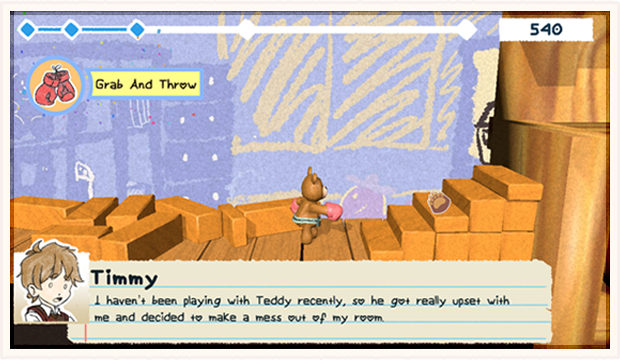 540
Grab And Throw
Timmy
I haven't been playing with Teddy recently, so he got really upset with
me and decided to make a mess out of my room.